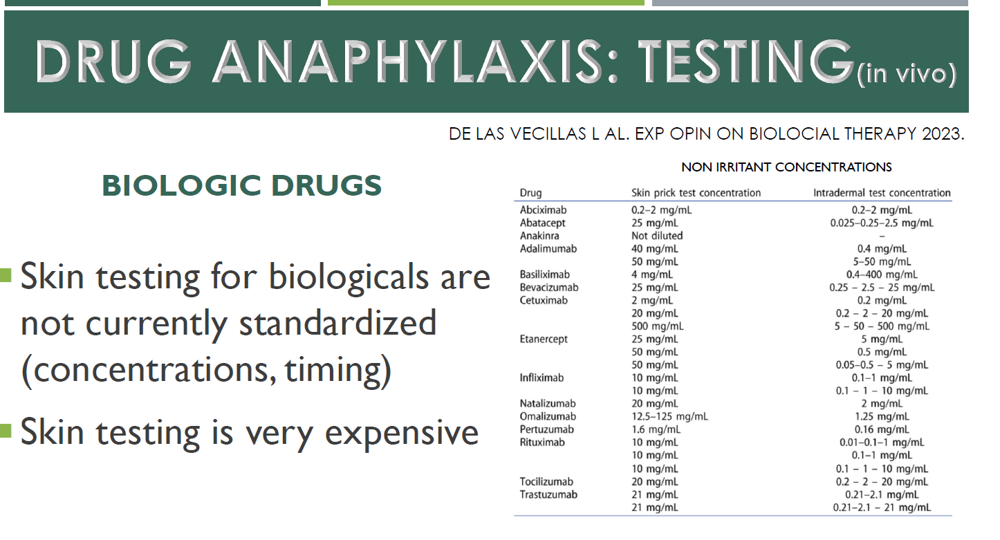 DRUG ANAPHYLAXIS: TESTING(in vivo)
DE LAS VECILLAS L AL. EXP OPIN ON BIOLOCIAL THERAPY 2023.
BIOLOGIC DRUGS
Skin testing for biologicals are
not currently standardized
(concentrations, timing)
Skin testing is very expensive
NON IRRITANT CONCENTRATIONS
Drug Skin prick test concentration Intradermal test concentration
Abciximab 0.2–2 mg/mL 0.2–2 mg/mL
Abatacept 25 mg/mL 0.025–0.25–2.5 mg/mL
Anakinra Not diluted –
Adalimumab 40 mg/mL 0.4 mg/mL
50 mg/mL 5–50 mg/mL
Basiliximab 4 mg/mL 0.4–400 mg/mL
Bevacizumab 25 mg/mL 0.25 – 2.5 – 25 mg/mL
Cetuximab 2 mg/mL 0.2 mg/mL
20 mg/mL 0.2 – 2 – 20 mg/mL
500 mg/mL 5 – 50 – 500 mg/mL
Etanercept 25 mg/mL 5 mg/mL
50 mg/mL 0.5 mg/mL
50 mg/mL 0.05–0.5 – 5 mg/mL
Infliximab 10 mg/mL 0.1–1 mg/mL
10 mg/mL 0.1 – 1 – 10 mg/mL
Natalizumab 20 mg/mL 2 mg/mL
Omalizumab 12.5–125 mg/mL 1.25 mg/mL
Pertuzumab 1.6 mg/mL 0.16 mg/mL
Rituximab 10 mg/mL 0.01–0.1–1 mg/mL
10 mg/mL 0.1–1 mg/mL
10 mg/mL 0.1 – 1 – 10 mg/mL
Tocilizumab 20 mg/mL 0.2 – 2 – 20 mg/mL
Trastuzumab 21 mg/mL 0.21–2.1 mg/mL
21 mg/mL 0.21–2.1 – 21 mg/mL